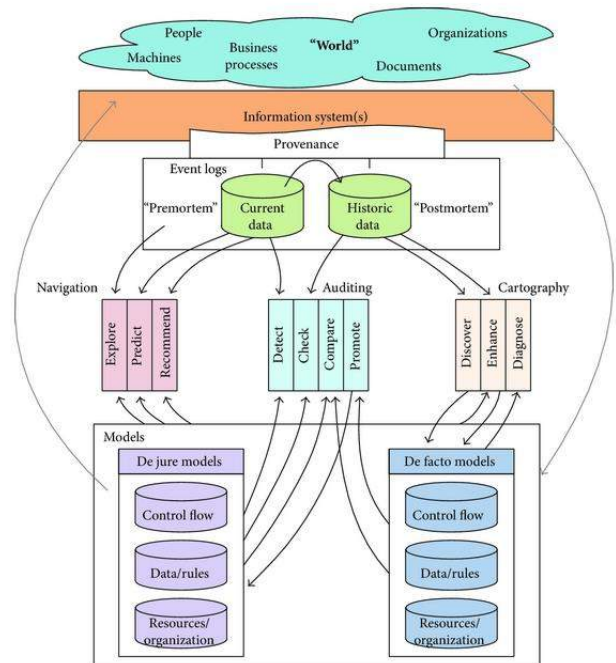 People
Organizations
"World"
Machines
Business
processes
Documents
Information system(s)
Provenance
Event logs
"Premortem"
Current
data
Historic
data
"Postmortem"
Navigation
Auditing
Cartography
Explore
Predict
Recommend
Detect
Check
Compare
Promote
Discover
Enhance
Diagnose
Models
De jure models
De facto models
Control flow
Control flow
Data/rules
Data/rules
Resources/
organization
Resources/
organization